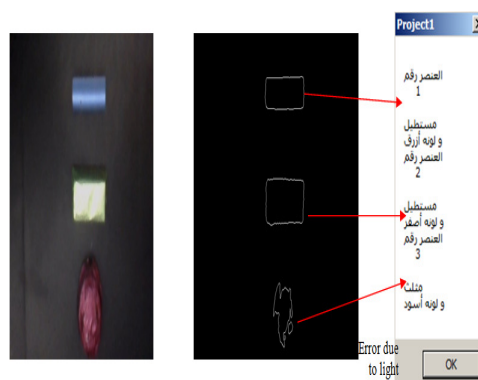 Project1
العنصر رقم
1
مستطيل
و لونه أزرق
العنصر رقم
2
مستطيل
و لونه أصفر
العنصر رقم
3
مثلث
و لونه أسود
Error due
to light
OK